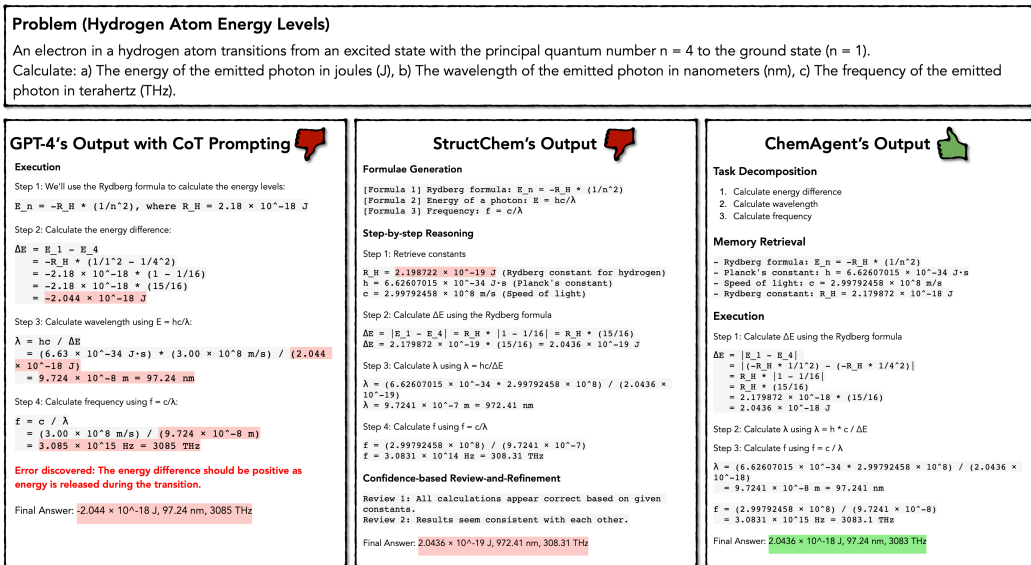 Problem (Hydrogen Atom Energy Levels)
An electron in a hydrogen atom transitions from an excited state with the principal quantum number n = 4 to the ground state (n = 1).
Calculate: a) The energy of the emitted photon in joules (J), b) The wavelength of the emitted photon in nanometers (nm), c) The frequency of the emitted
photon in terahertz (THz).
GPT-4's Output with CoT Prompting
Execution
Step 1: We'll use the Rydberg formula to calculate the energy levels:
E_n = -R_H * (1/n^2), where R_H = 2.18 × 10^-18 J
Step 2: Calculate the energy difference:
ΔE = E_1 - E_4
= -R_H * (1/1^2 - 1/4^2)
= -2.18 × 10^-18 * (1 - 1/16)
= -2.18 × 10^-18 * (15/16)
= -2.044 × 10^-18 J
Step 3: Calculate wavelength using E = hc/λ:
λ = hc / ΔE
= (6.63 × 10^-34 J·s) * (3.00 × 10^8 m/s) / (2.044
× 10^-18 J)
= 9.724 × 10^-8 m = 97.24 nm
Step 4: Calculate frequency using f = c/λ:
f = c / λ
= (3.00 × 10^8 m/s) / (9.724 × 10^-8 m)
= 3.085 × 10^15 Hz = 3085 THz
Error discovered: The energy difference should be positive as
energy is released during the transition.
Final Answer: -2.044 × 10^-18 J, 97.24 nm, 3085 THz
StructChem's Output
Formulae Generation
[Formula 1] Rydberg formula: E_n = -R_H * (1/n^2)
[Formula 2] Energy of a photon: E = hc/λ
[Formula 3] Frequency: f = c/λ
Step-by-step Reasoning
Step 1: Retrieve constants
R_H = 2.198722 × 10^-19 J (Rydberg constant for hydrogen)
h = 6.62607015 × 10^-34 J·s (Planck's constant)
c = 2.99792458 × 10^8 m/s (Speed of light)
Step 2: Calculate ΔE using the Rydberg formula
ΔE = |E_1 - E_4| = R_H * |1 - 1/16| = R_H * (15/16)
ΔE = 2.179872 × 10^-19 * (15/16) = 2.0436 × 10^-19 J
Step 3: Calculate λ using λ = hc/ΔE
λ = (6.62607015 × 10^-34 * 2.99792458 × 10^8) / (2.0436 ×
10^-19)
λ = 9.7241 × 10^-7 m = 972.41 nm
Step 4: Calculate f using f = c/λ
f = (2.99792458 × 10^8) / (9.7241 × 10^-7)
f = 3.0831 × 10^14 Hz = 308.31 THz
Confidence-based Review-and-Refinement
Review 1: All calculations appear correct based on given
constants.
Review 2: Results seem consistent with each other.
Final Answer: 2.0436 × 10^-19 J, 972.41 nm, 308.31 THz
ChemAgent's Output
Task Decomposition
1. Calculate energy difference
2. Calculate wavelength
3. Calculate frequency
Memory Retrieval
- Rydberg formula: E_n = -R_H * (1/n^2)
- Planck's constant: h = 6.62607015 × 10^-34 J·s
- Speed of light: c = 2.99792458 × 10^8 m/s
- Rydberg constant: R_H = 2.179872 × 10^-18 J
Execution
Step 1: Calculate ΔE using the Rydberg formula
ΔE = |E_1 - E_4|
= |(-R_H * 1/1^2) - (-R_H * 1/4^2)|
= R_H * |1 - 1/16|
= R_H * (15/16)
= 2.179872 × 10^-18 * (15/16)
= 2.0436 × 10^-18 J
Step 2: Calculate λ using λ = h * c / ΔE
Step 3: Calculate f using f = c / λ
λ = (6.62607015 × 10^-34 * 2.99792458 × 10^8) / (2.0436 ×
10^-18)
= 9.7241 × 10^-8 m = 97.241 nm
f = (2.99792458 × 10^8) / (9.7241 × 10^-8)
= 3.0831 × 10^15 Hz = 3083.1 THz
Final Answer: 2.0436 × 10^-18 J, 97.24 nm, 3083 THz